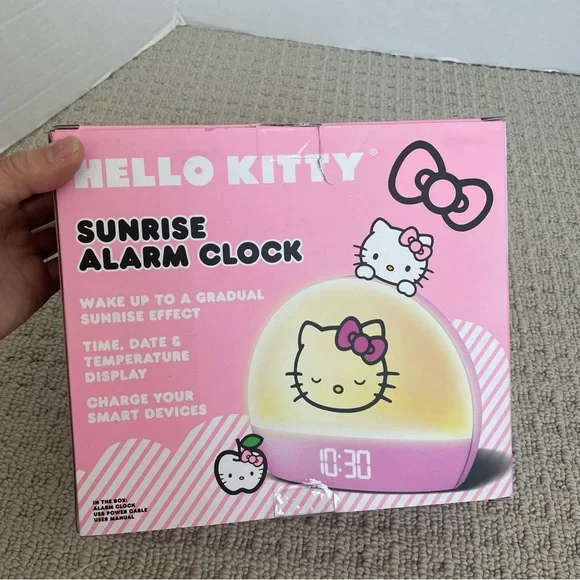 HELLO KITTY®
SUNRISE
ALARM CLOCK
WAKE UP TO A GRADUAL
SUNRISE EFFECT
TIME, DATE &
TEMPERATURE
DISPLAY
CHARGE YOUR
SMART DEVICES
10:30
IN THE BOX:
ALARM CLOCK
USB POWER CABLE
USER MANUAL